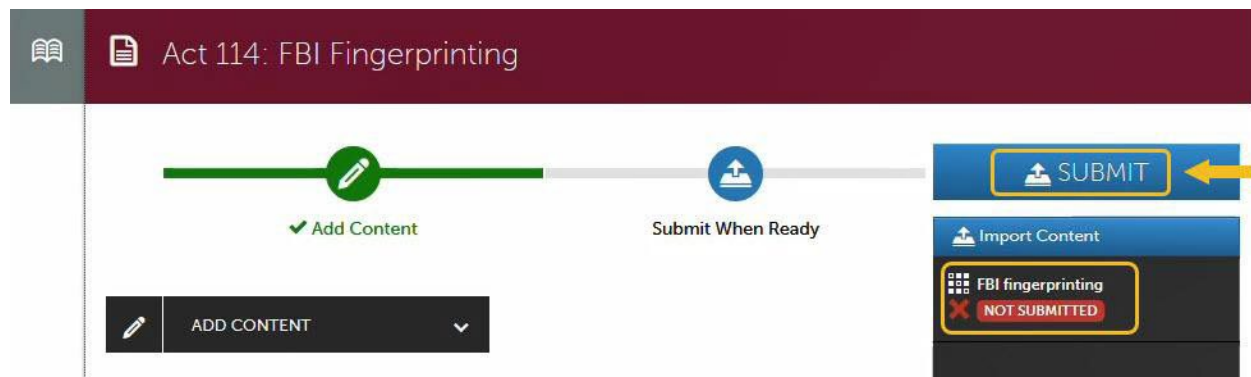 Act 114: FBI Fingerprinting
SUBMIT
Add Content
Submit When Ready
Import Content
FBI fingerprinting
NOT SUBMITTED
ADD CONTENT